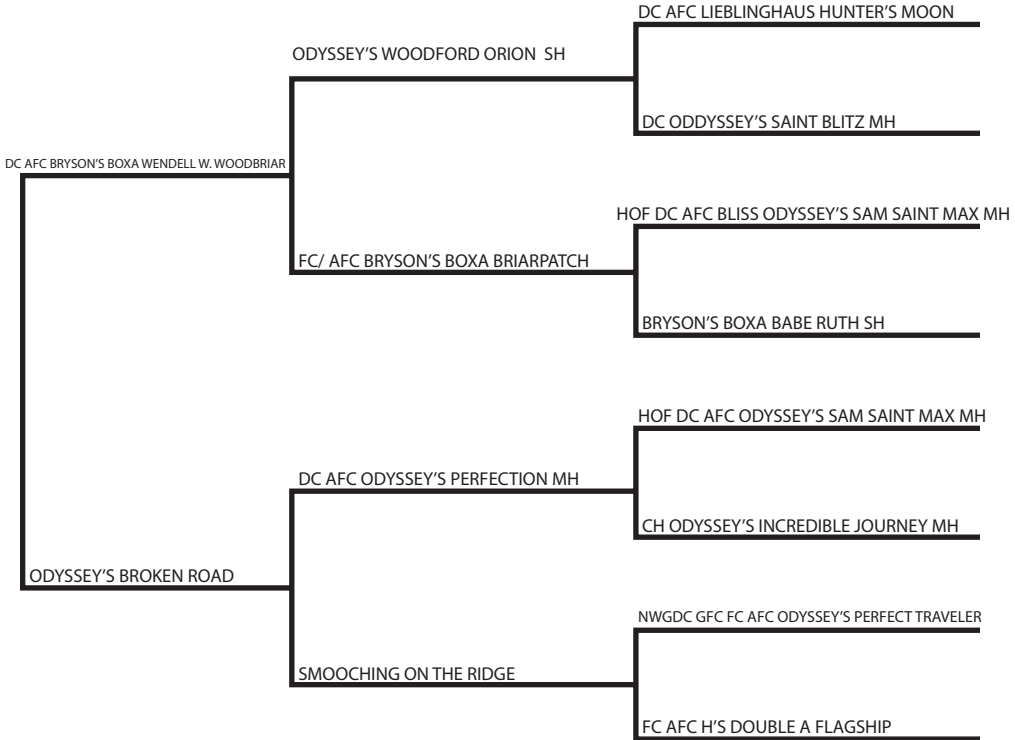 DC AFC LIEBLINGHAUS HUNTER'S MOON
ODYSSEY'S WOODFORD ORION SH
DC ODDYSSEY'S SAINT BLITZ MH
DC AFC BRYSON'S BOXA WENDELL W. WOODBRIAR
HOF DC AFC BLISS ODYSSEY'S SAM SAINT MAX MH
FC/ AFC BRYSON'S BOXA BRIARPATCH
BRYSON'S BOXA BABE RUTH SH
HOF DC AFC ODYSSEY'S SAM SAINT MAX MH
DC AFC ODYSSEY'S PERFECTION MH
CH ODYSSEY'S INCREDIBLE JOURNEY MH
ODYSSEY'S BROKEN ROAD
NWGDC GFC FC AFC ODYSSEY'S PERFECT TRAVELER
SMOOCHING ON THE RIDGE
FC AFC H'S DOUBLE A FLAGSHIP